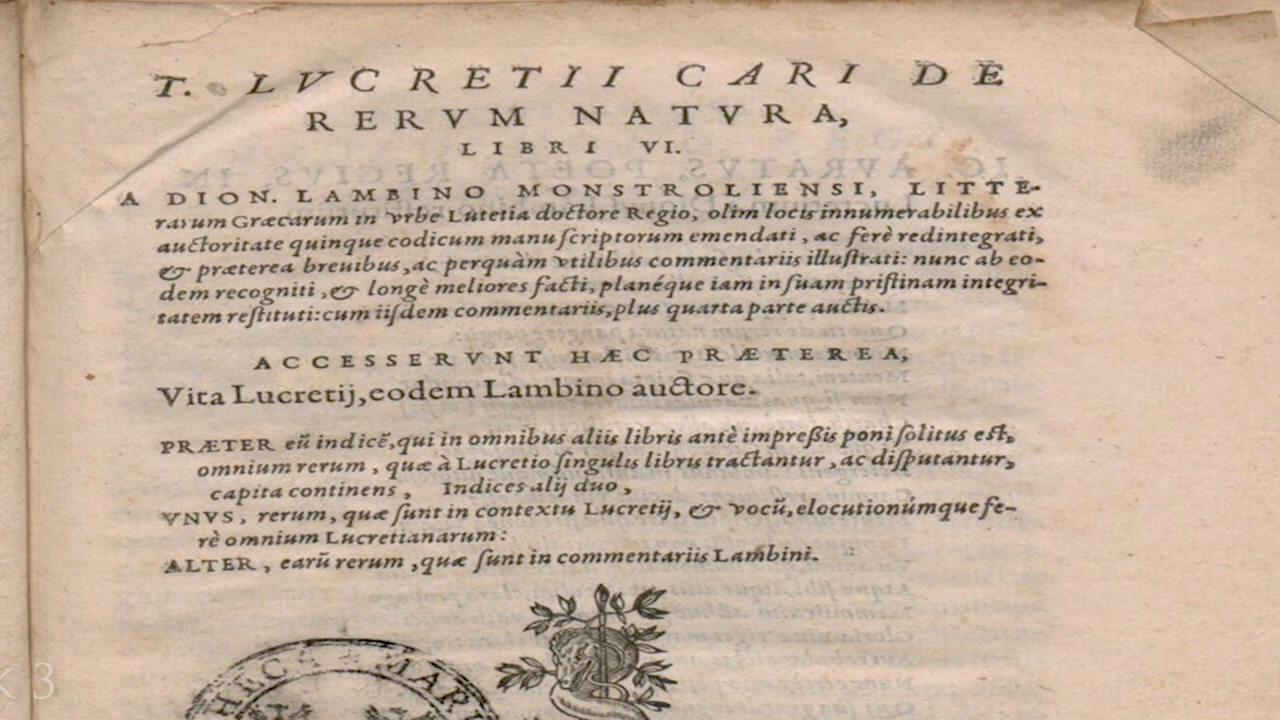 T. LVCRETII CARI DE
RERVM NATVRA,
LIBRI VI.
A DION. LAMBINO MONSTROLIENSI, LITTE-
rarum Græcarum in vrbe Lutetia doctore Regio, olim locis innumerabilibus ex
auctoritate quinque codicum manu ſcriptorum emendati, ac ferè redintegrati,
& præterea breuibus, ac perquàm vtilibus commentariis illuſtrati: nunc ab eo-
dem recogniti, & longè meliores facti, planéque iam in ſuam priſtinam integri-
tatem reſtituti: cum iiſdem commentariis, plus quarta parte auctis.
ACCESSERVNT HÆC PRÆTEREA,
Vita Lucretij, eodem Lambino auctore.
PRÆTER eũ indicẽ, qui in omnibus aliis libris antè impreßis poni ſolitus eſt,
omnium rerum, quæ à Lucretio ſingulis libris tractantur, ac diſputantur,
capita continens, Indices alij duo,
VNVS, rerum, quæ ſunt in contextu Lucretij, & vocũ, elocutionúmque fe-
rè omnium Lucretianarum:
ALTER, earũ rerum, quæ ſunt in commentariis Lambini.
HECA ★ MAR
k 3